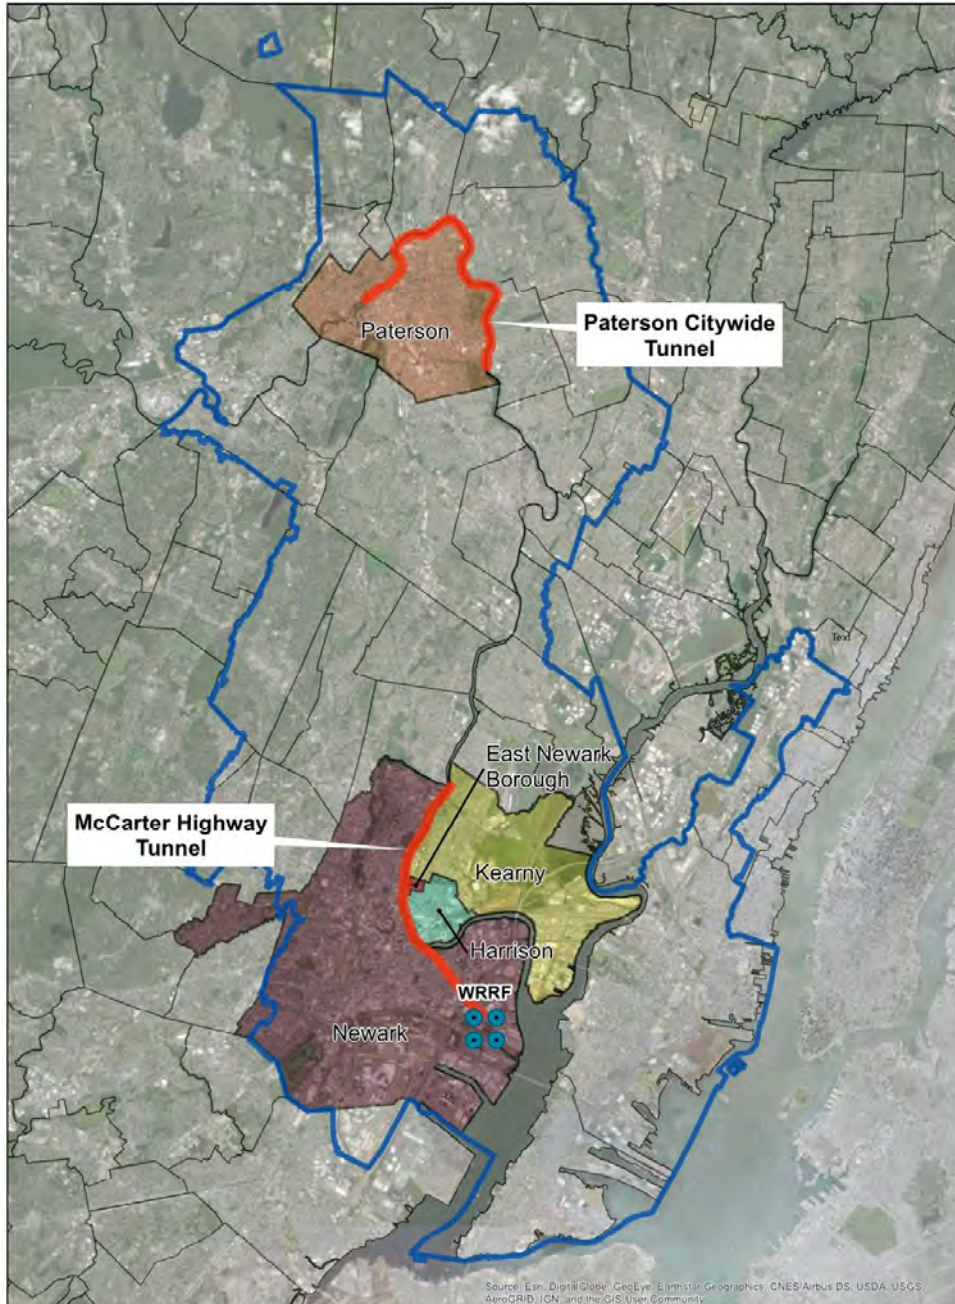 Paterson
Paterson Citywide
Tunnel
Text
East Newark
Borough
McCarter Highway
Tunnel
Kearny
Harrison
WRRF
Newark
Source: Esri, DigitalGlobe, GeoEye, Earthstar Geographics, CNES/Airbus DS, USDA, USGS,
AeroGRID, IGN, and the GIS User Community